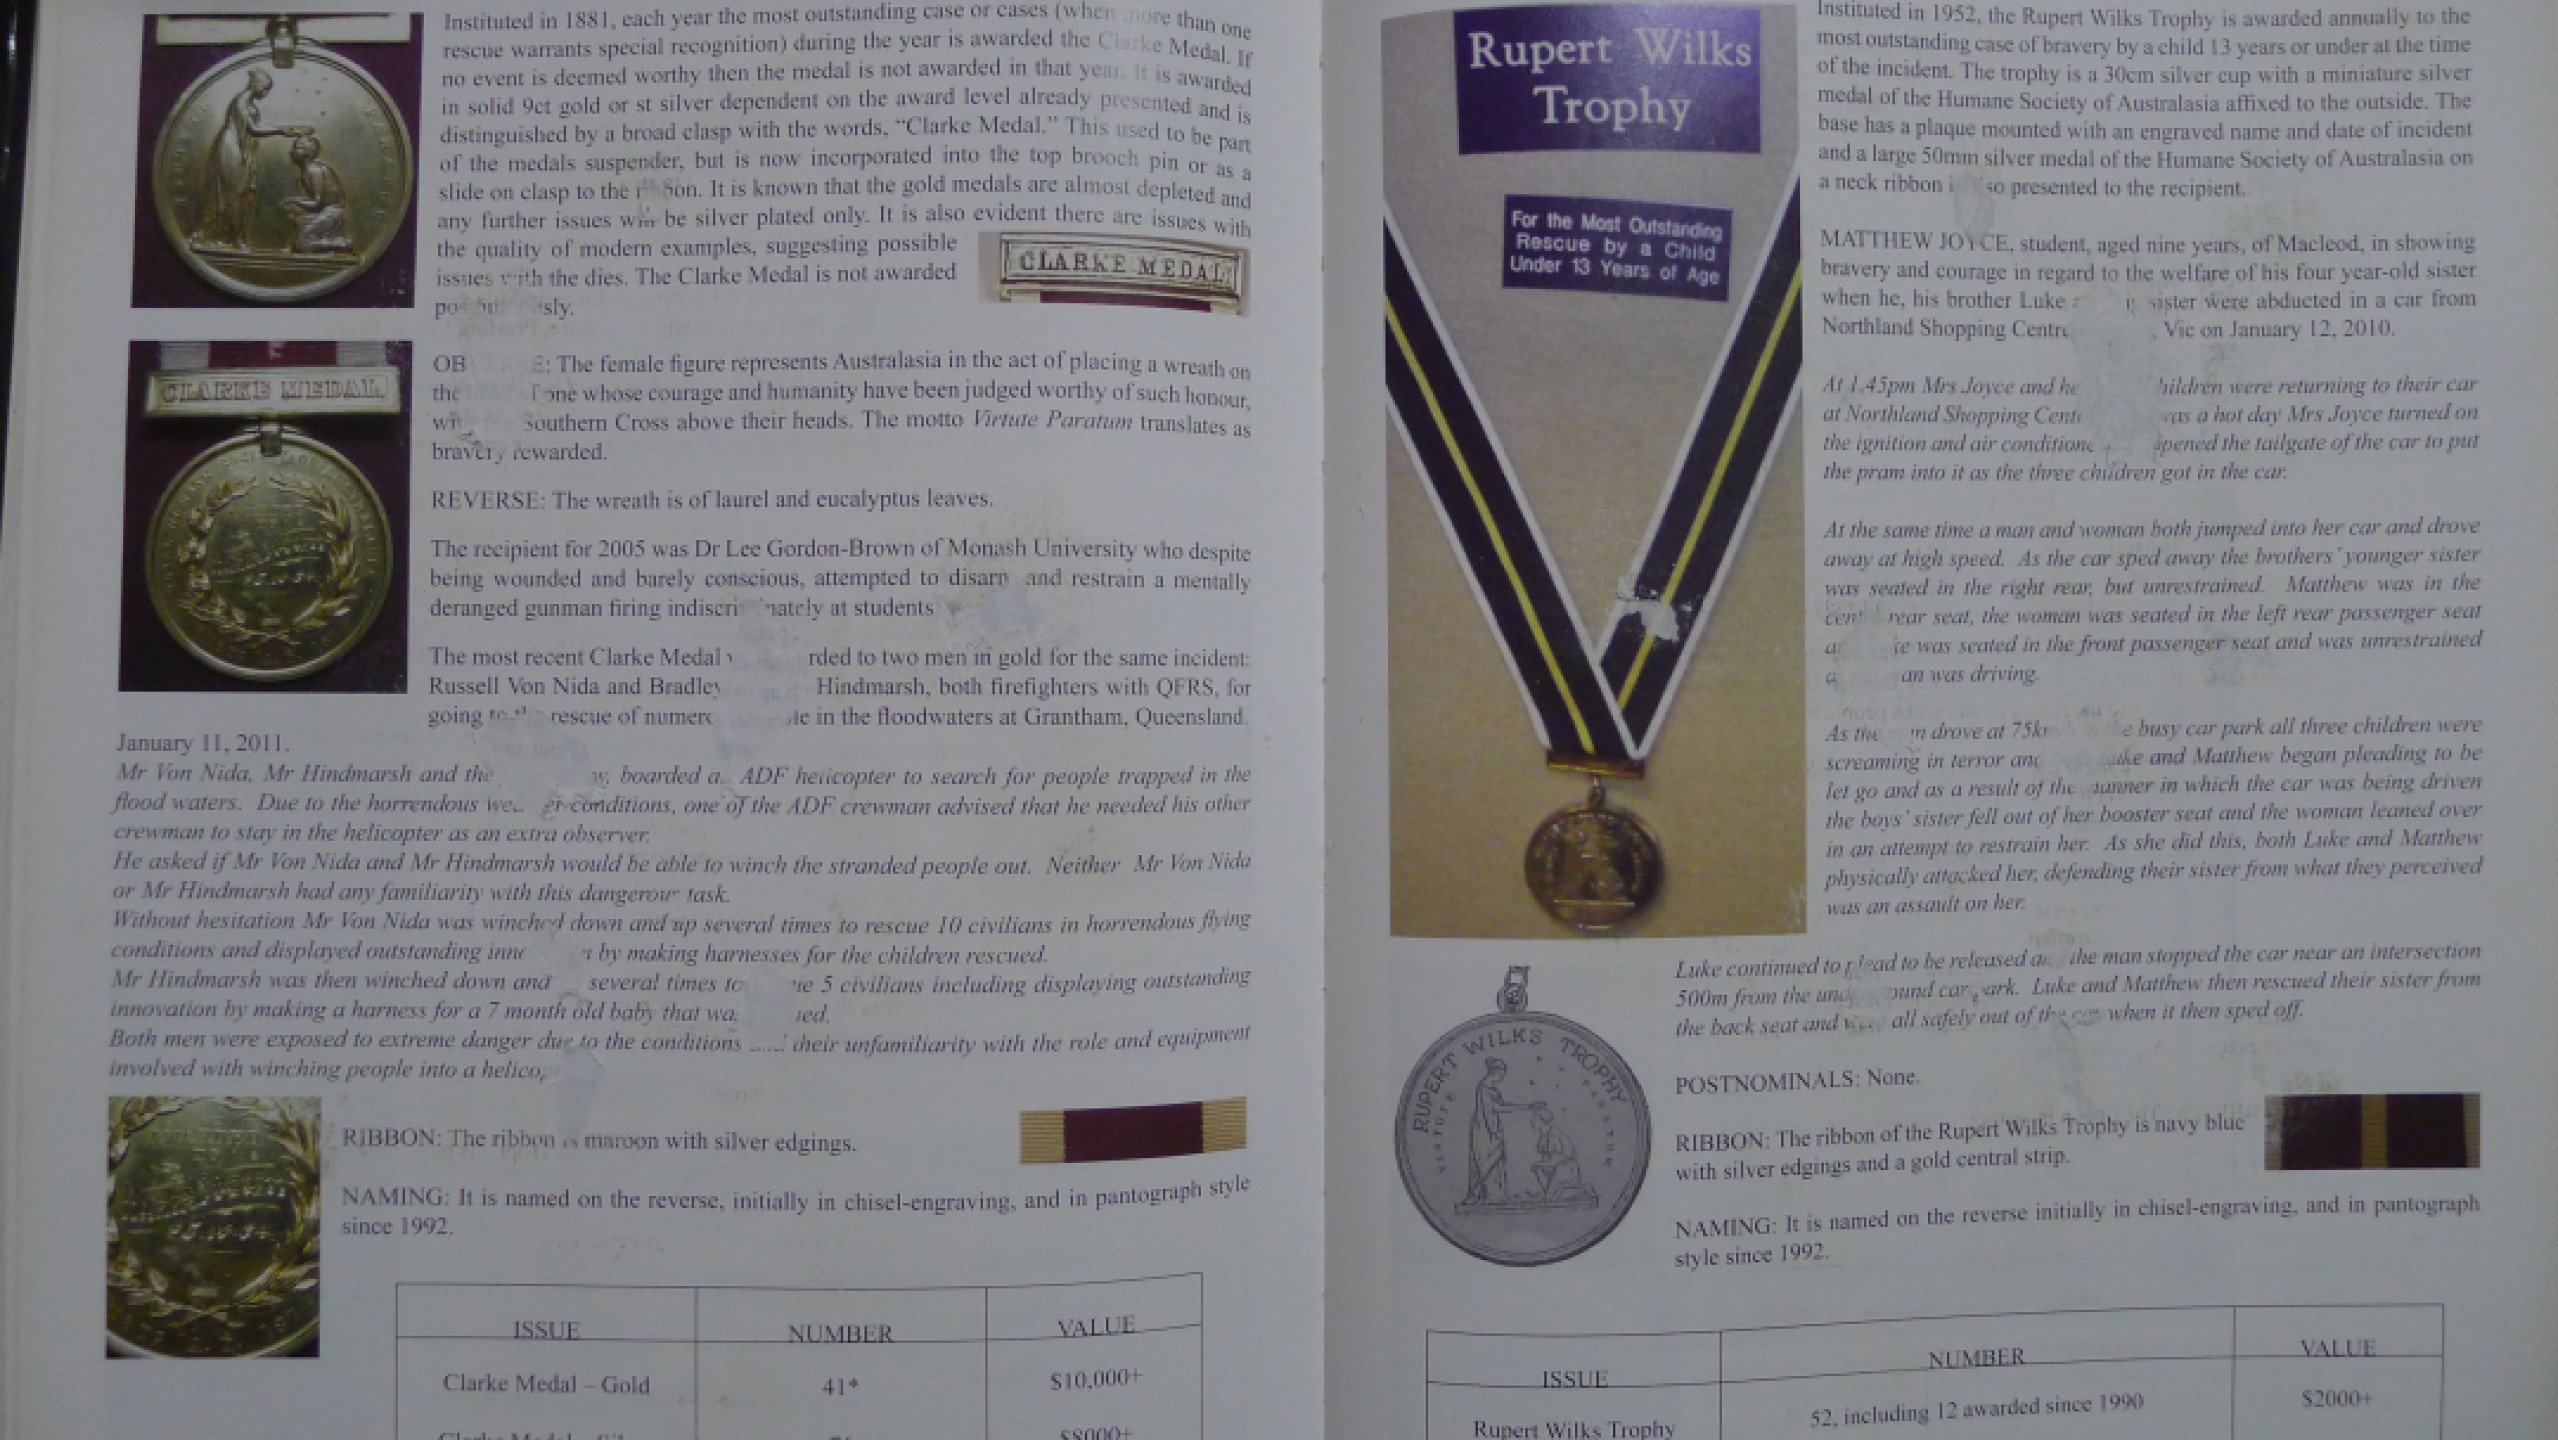 Instituted in 1881, each year the most outstanding case or cases (when more than one
rescue warrants special recognition) during the year is awarded the Clarke Medal. If
no event is deemed worthy then the medal is not awarded in that year. It is awarded
in solid 9ct gold or st silver dependent on the award level already presented and is
distinguished by a broad clasp with the words, “Clarke Medal.” This used to be part
of the medals suspender, but is now incorporated into the top brooch pin or as a
slide on clasp to the. It is known that the gold medals are almost depleted and
any further issues be silver plated only. It is also evident there are issues with
the quality of modern examples, suggesting possible
issues with the dies. The Clarke Medal is not awarded
CLARKE MEDAL
CLARKE MEDAL
The female figure represents Australasia in the act of placing a wreath on
the one whose courage and humanity have been judged worthy of such honour,
Southern Cross above their heads. The motto Virtute Paratum translates as
bravery rewarded.
REVERSE: The wreath is of laurel and eucalyptus leaves.
The recipient for 2005 was Dr Lee Gordon-Brown of Monash University who despite
being wounded and barely conscious, attempted to disarm and restrain a mentally
deranged gunman firing at students
The most recent Clarke Medal to two men in gold for the same incident:
Russell Von Nida and Bradley Hindmarsh, both firefighters with QFRS, for
going rescue of in the floodwaters at Grantham, Queensland.
January 11, 2011.
Mr Von Nida, Mr Hindmarsh and the boarded ADF helicopter to search for people trapped in the
flood waters. Due to the horrendous conditions, one of the ADF crewman advised that he needed his other
crewman to stay in the helicopter as an extra observer.
He asked if Mr Von Nida and Mr Hindmarsh would be able to winch the stranded people out. Neither Mr Von Nida
or Mr Hindmarsh had any familiarity with this dangerous task.
Without hesitation Mr Von Nida was winched down and up several times to rescue 10 civilians in horrendous flying
conditions and displayed outstanding by making harnesses for the children rescued.
Mr Hindmarsh was then winched down and several times 5 civilians including displaying outstanding
innovation by making a harness for a 7 month old baby that
Both men were exposed to extreme danger due to the conditions their unfamiliarity with the role and equipment
involved with winching people into a
RIBBON: The ribbon is maroon with silver edgings.
NAMING: It is named on the reverse, initially in chisel-engraving, and in pantograph style
since 1992.
ISSUE NUMBER VALUE
Clarke Medal – Gold 41* $10,000+
Clarke Medal $8000+
Rupert Wilks
Trophy
For the Most Outstanding
Rescue by a Child
Under 13 Years of Age
Instituted in 1952, the Rupert Wilks Trophy is awarded annually to the
most outstanding case of bravery by a child 13 years or under at the time
of the incident. The trophy is a 30cm silver cup with a miniature silver
medal of the Humane Society of Australasia affixed to the outside. The
base has a plaque mounted with an engraved name and date of incident
and a large 50mm silver medal of the Humane Society of Australasia on
a neck ribbon presented to the recipient.
MATTHEW JOYCE, student, aged nine years, of Macleod, in showing
bravery and courage in regard to the welfare of his four year-old sister
when he, his brother Luke sister were abducted in a car from
Northland Shopping Centre Vic on January 12, 2010.
At 1.45pm Mrs Joyce and children were returning to their car
at Northland Shopping a hot day Mrs Joyce turned on
the ignition and air opened the tailgate of the car to put
the pram into it as the three children got in the car.
At the same time a man and woman both jumped into her car and drove
away at high speed. As the car sped away the brothers’ younger sister
was seated in the right rear, but unrestrained. Matthew was in the
rear seat, the woman was seated in the left rear passenger seat
was seated in the front passenger seat and was unrestrained
was driving.
As the drove at busy car park all three children were
screaming in terror and Luke and Matthew began pleading to be
let go and as a result of the manner in which the car was being driven
the boys’ sister fell out of her booster seat and the woman leaned over
in an attempt to restrain her. As she did this, both Luke and Matthew
physically attacked her, defending their sister from what they perceived
was an assault on her.
Luke continued to plead to be released the man stopped the car near an intersection
500m from the car park. Luke and Matthew then rescued their sister from
the back seat and all safely out of the car when it then sped off.
RUPERT WILKS TROPHY
VIRTUTE PARATUM
POSTNOMINALS: None.
RIBBON: The ribbon of the Rupert Wilks Trophy is navy blue
with silver edgings and a gold central strip.
NAMING: It is named on the reverse initially in chisel-engraving, and in pantograph
style since 1992.
ISSUE NUMBER VALUE
Rupert Wilks Trophy 52, including 12 awarded since 1990 $2000+